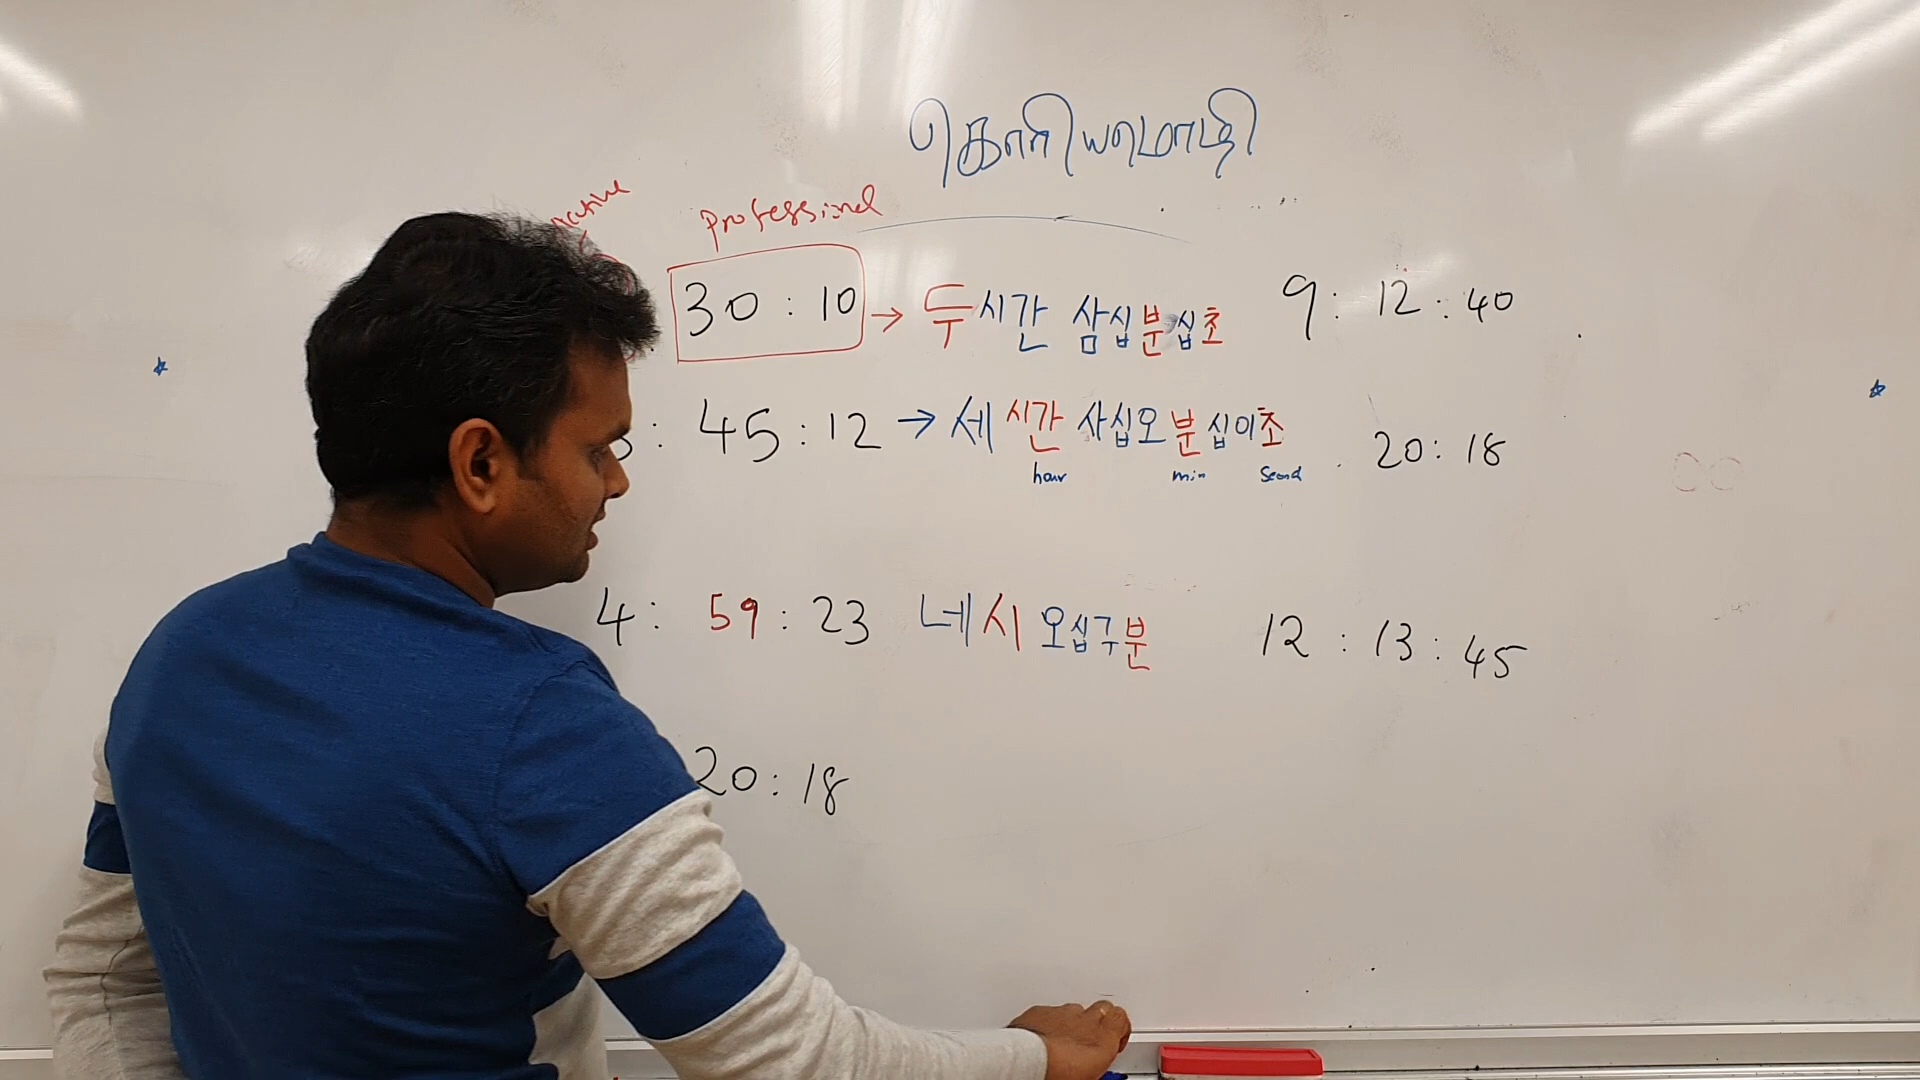 கொரியமொழி
Professional
30 : 10 → 두시간 삼십분십초 9 : 12 : 40
: 45 : 12 → 세시간 사십오분십이초 20 : 18
hour min Second
4 : 59 : 23 네시 오십구분 12 : 13 : 45
20 : 18